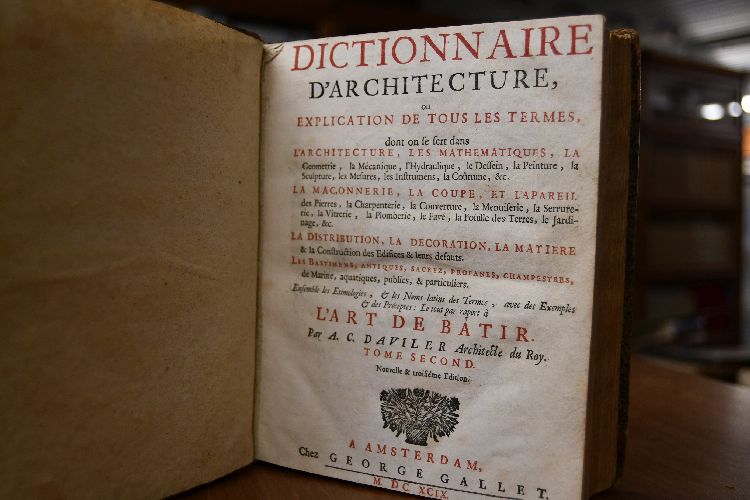 DICTIONNAIRE
D'ARCHITECTURE,
ou
EXPLICATION DE TOUS LES TERMES,
dont on se sert dans
L'ARCHITECTURE, LES MATHEMATIQUES, LA
Geometrie, la Mécanique, l'Hydraulique, le Dessein, la Peinture, la
Sculpture, les Mesures, les Instrumens, la Coûtume, &c.
LA MAÇONNERIE, LA COUPE, ET L'APAREIL
des Pierres, la Charpenterie, la Couverture, la Menuiserie, la Serrure-
rie, la Vitrerie, la Plomberie, le Pavé, la Fouille des Terres, le Jardi-
nage, &c.
LA DISTRIBUTION, LA DECORATION, LA MATIERE
& la Construction des Edifices & leurs defauts.
LES BASTIMENS, ANTIQUES, SACREZ, PROFANES, CHAMPESTRES,
de Marine, aquatiques, publics, & particuliers.
Ensemble les Etimologies, & les Noms latins des Termes, avec des Exemples
& des Préceptes: Le tout par raport à
L'ART DE BATIR.
Par A. C. DAVILER Architecte du Roy.
TOME SECOND.
Nouvelle & troisiéme Edition.
A AMSTERDAM,
Chez GEORGE GALLET.
M. DC. XCIX.